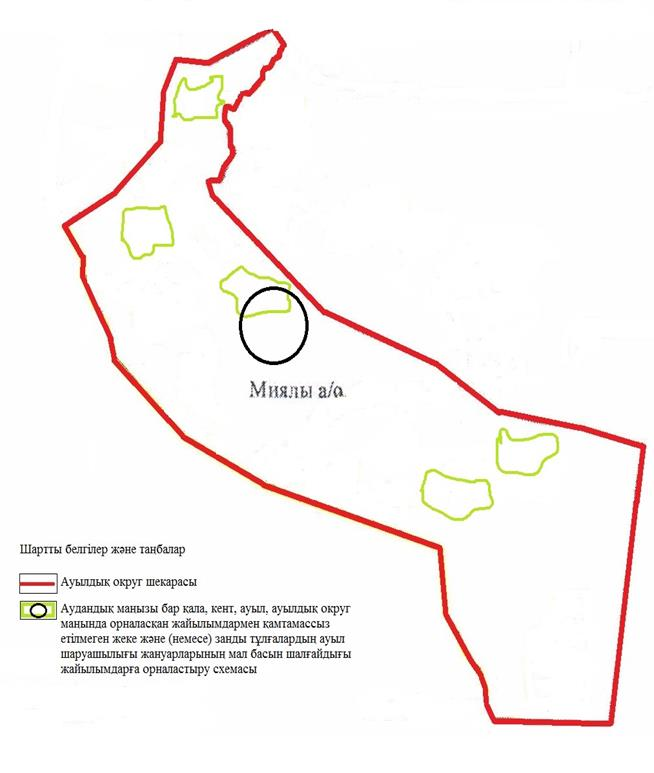 Миялы а/о
Шартты белгілер және таңбалар
Ауылдық округ шекарасы
Аудандық маңызы бар қала, кент, ауыл, ауылдық округ
маңында орналасқан жайылымдармен қамтамассыз
етілмеген жеке және (немесе) заңды тұлғалардың ауыл
шаруашылығы жануарларының мал басын шалғайдығы
жайылымдарға орналастыру схемасы